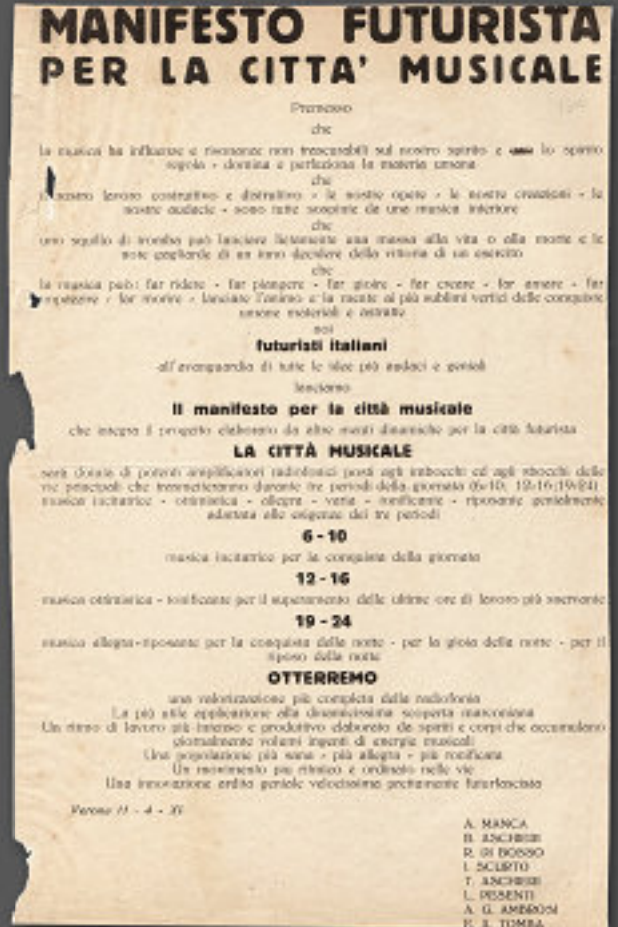 MANIFESTO FUTURISTA
PER LA CITTA' MUSICALE
Premesso
che
la musica ha influenze e risonanze non trascurabili sul nostro spirito e lo spirito
regola - domina e perfeziona la materia umana
che
il nostro lavoro costruttivo e distruttivo - le nostre opere - le nostre creazioni - le
nostre audacie - sono tutte sospinte da una musica interiore
che
uno squillo di tromba può lanciare lietamente una massa alla vita o alla morte e le
note gagliarde di un inno decidere della vittoria di un esercito
che
la musica può: far ridere - far piangere - far gioire - far creare - far amare - far
- far morire - lanciare l'animo e la mente ai più sublimi vertici delle conquiste
umane materiali e astratte
noi
futuristi italiani
all'avanguardia di tutte le idee più audaci e geniali
lanciamo
Il manifesto per la città musicale
che integra il progetto elaborato da altre menti dinamiche per la città futurista
LA CITTÀ MUSICALE
sarà dotata di potenti amplificatori radiofonici posti agli imbocchi ed agli sbocchi delle
vie principali che trasmetteranno durante tre periodi della giornata (6-10; 12-16; 19-24)
musica incitatrice - ottimistica - allegra - varia - tonificante - riposante genialmente
adattata alle esigenze dei tre periodi
6 - 10
musica incitatrice per la conquista della giornata
12 - 16
musica ottimistica - tonificante per il superamento delle ultime ore di lavoro più snervante
19 - 24
musica allegra-riposante per la conquista della notte - per la gioia della notte - per il
riposo della notte
OTTERREMO
una valorizzazione più completa della radiofonia
La più utile applicazione alla dinamicissima scoperta marconiana
Un ritmo di lavoro più intenso e produttivo elaborato da spiriti e corpi che accumulano
giornalmente volumi ingenti di energie musicali
Una popolazione più sana - più allegra - più tonificata
Un movimento piu ritmico e ordinato nelle vie
Una innovazione ardita geniale velocissima prettamente futurfascista
Verona 11 - 4 - XI
A. MANCA
B. ASCHIERI
R. DI BOSSO
I. SCURTO
T. ASCHIERI
L. PESENTI
A. G. AMBROSI
E. A. TOMBA